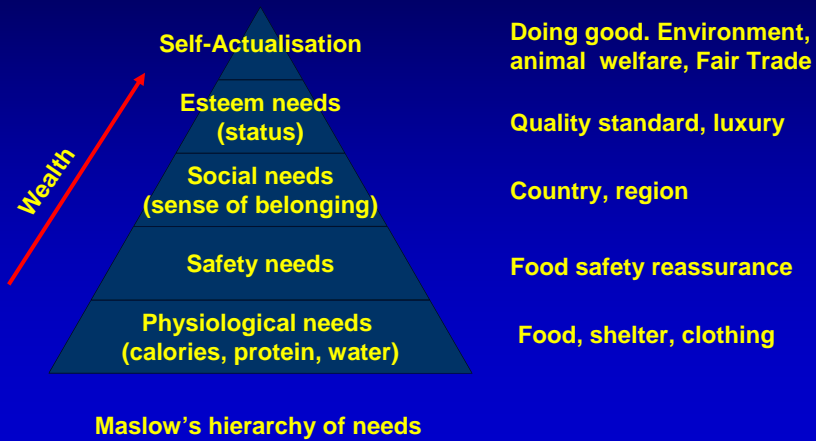 Self-Actualisation
Doing good. Environment,
animal welfare, Fair Trade
Esteem needs
(status)
Quality standard, luxury
Wealth
Social needs
(sense of belonging)
Country, region
Safety needs
Food safety reassurance
Physiological needs
(calories, protein, water)
Food, shelter, clothing
Maslow's hierarchy of needs